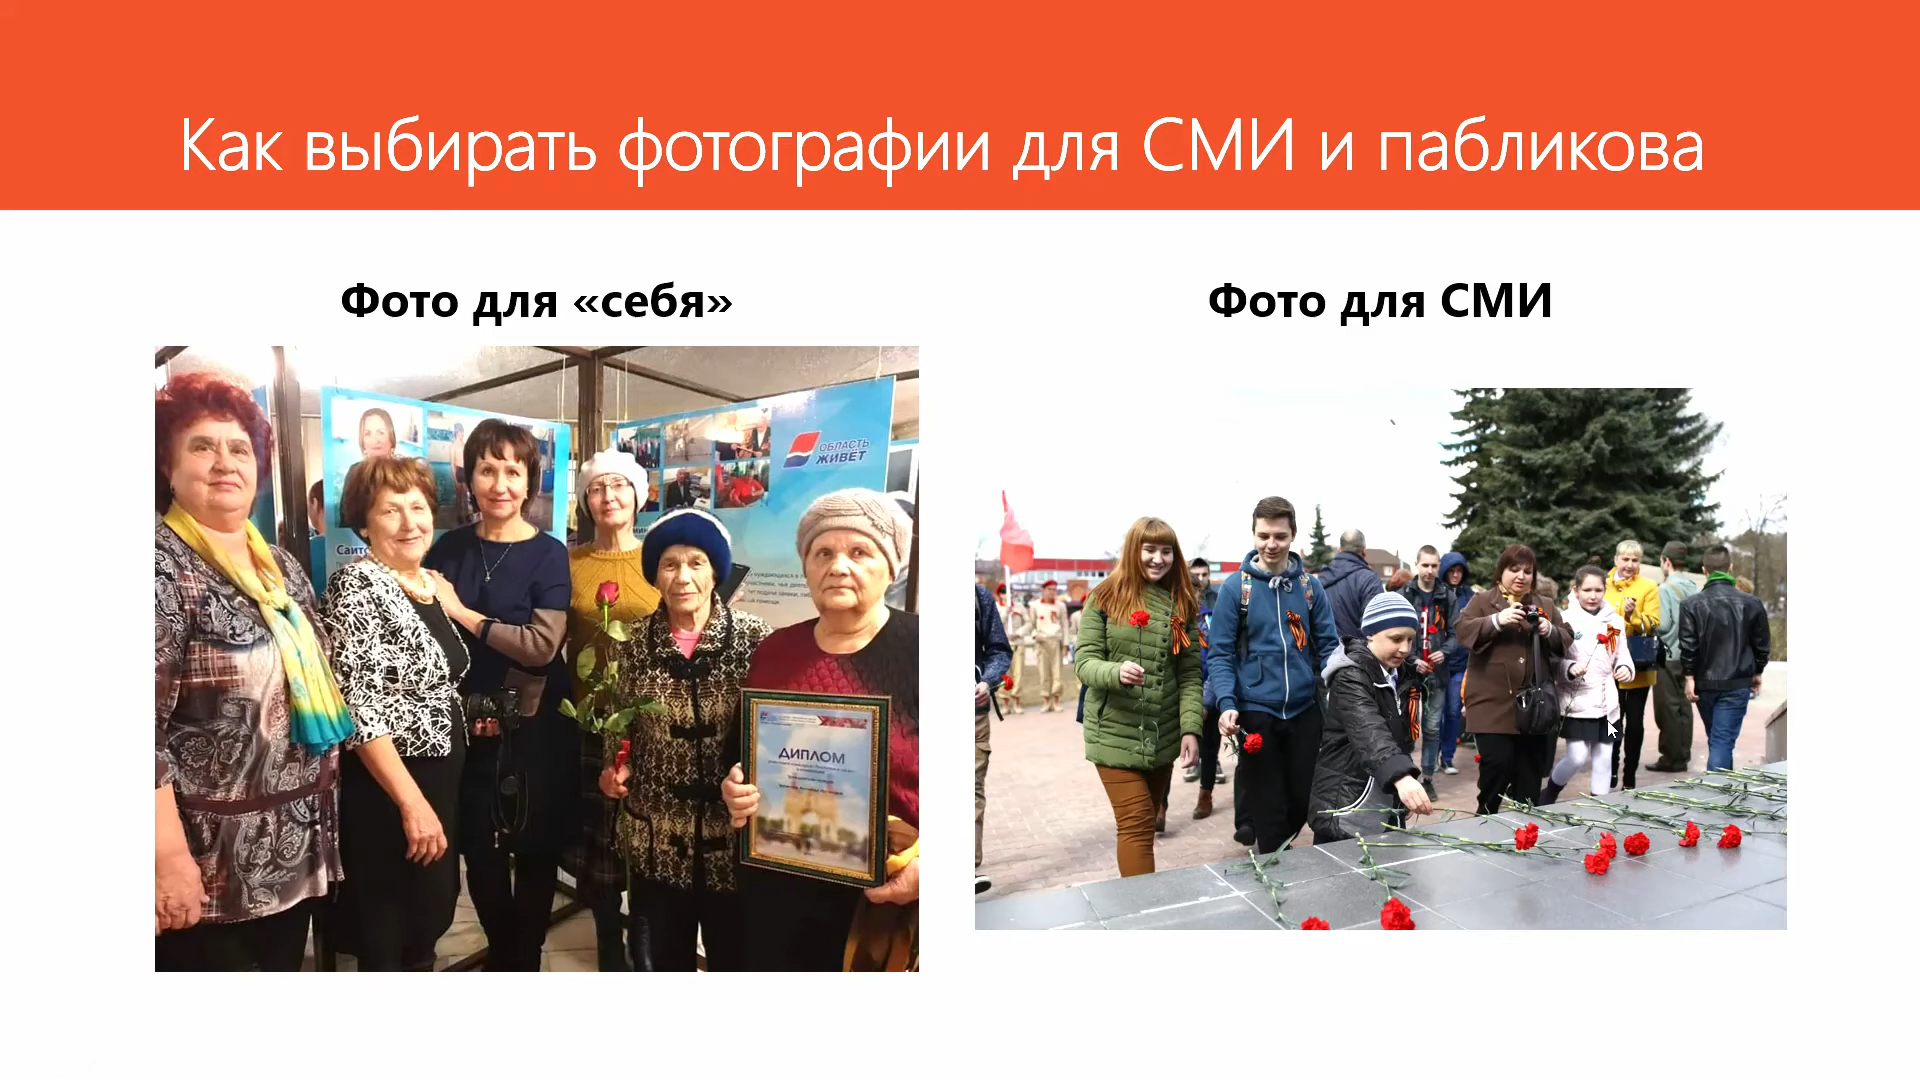 Как выбирать фотографии для СМИ и пабликова
Фото для «себя»
Фото для СМИ
ОБЛАСТЬ
ЖИВЁТ
ДИПЛОМ